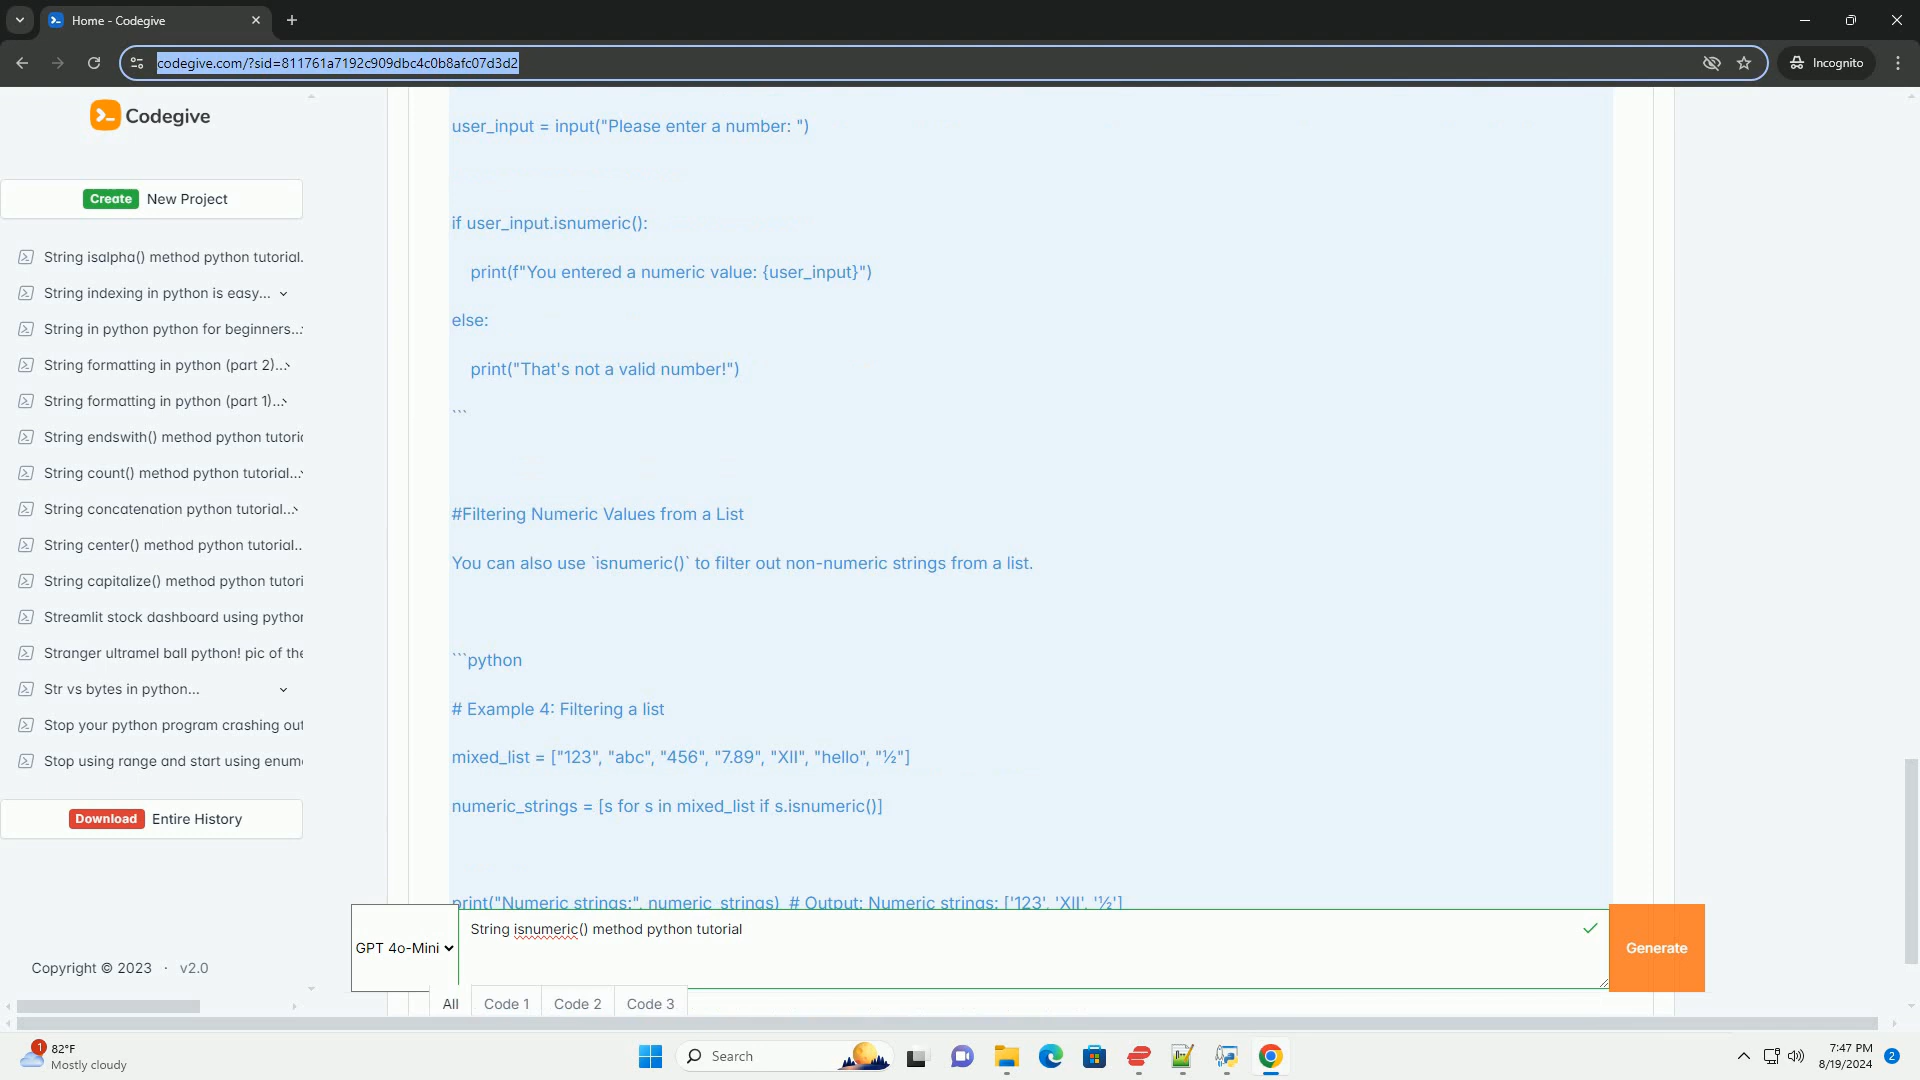 Home - Codegive
codegive.com/?sid=811761a7192c909dbc4c0b8afc07d3d2
Incognito
Codegive
Create New Project
String isalpha() method python tutorial.
String indexing in python is easy...
String in python python for beginners...
String formatting in python (part 2)...
String formatting in python (part 1)...
String endswith() method python tutori
String count() method python tutorial...
String concatenation python tutorial...
String center() method python tutorial..
String capitalize() method python tutori
Streamlit stock dashboard using python
Stranger ultramel ball python! pic of the
Str vs bytes in python...
Stop your python program crashing out
Stop using range and start using enum
Download Entire History
Copyright © 2023 · v2.0
user_input = input("Please enter a number: ")
if user_input.isnumeric():
print(f"You entered a numeric value: {user_input}")
else:
print("That's not a valid number!")
```
#Filtering Numeric Values from a List
You can also use `isnumeric()` to filter out non-numeric strings from a list.
```python
# Example 4: Filtering a list
mixed_list = ["123", "abc", "456", "7.89", "XII", "hello", "½"]
numeric_strings = [s for s in mixed_list if s.isnumeric()]
print("Numeric strings:", numeric_strings) # Output: Numeric strings: ['123', 'XII', '½']
GPT 4o-Mini
String isnumeric() method python tutorial
Generate
All Code 1 Code 2 Code 3
1
82°F
Mostly cloudy
Search
7:47 PM
8/19/2024
2